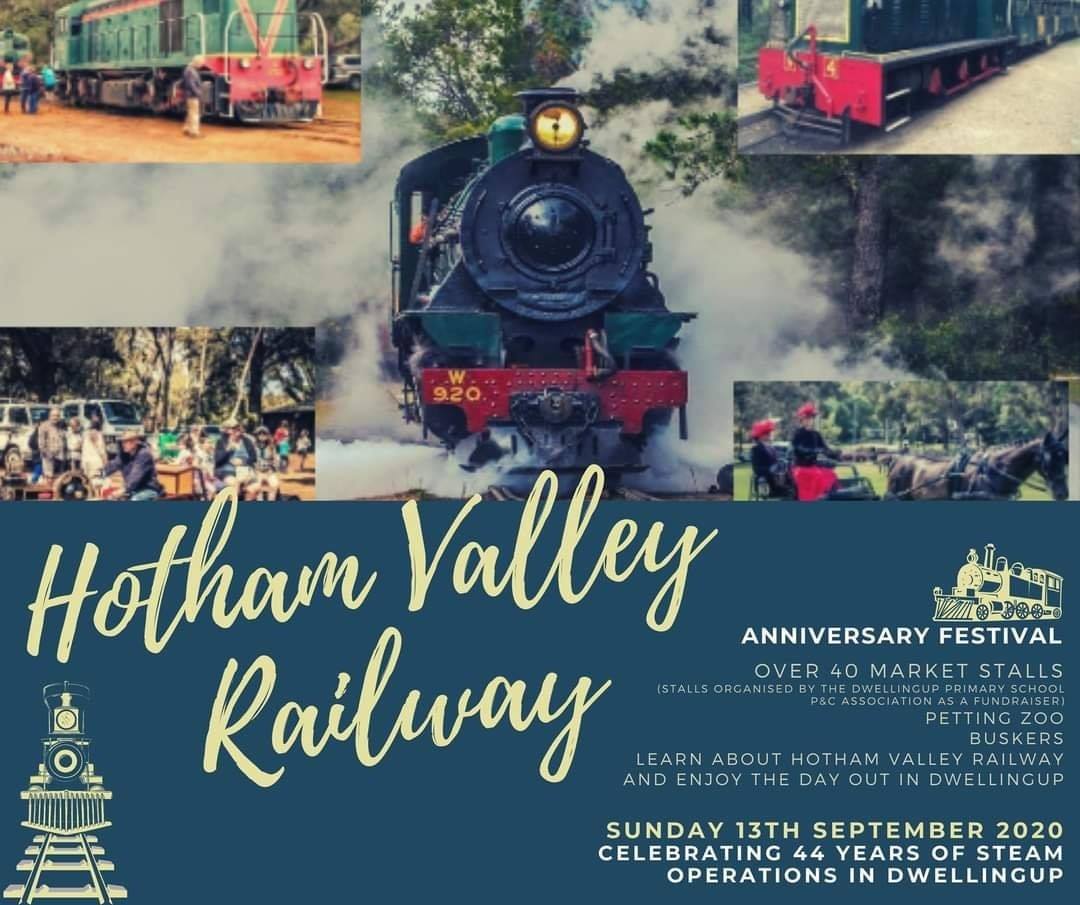 W
920
4
Hotham Valley
Railway
ANNIVERSARY FESTIVAL
OVER 40 MARKET STALLS
(STALLS ORGANISED BY THE DWELLINGUP PRIMARY SCHOOL
P&C ASSOCIATION AS A FUNDRAISER)
PETTING ZOO
BUSKERS
LEARN ABOUT HOTHAM VALLEY RAILWAY
AND ENJOY THE DAY OUT IN DWELLINGUP
SUNDAY 13TH SEPTEMBER 2020
CELEBRATING 44 YEARS OF STEAM
OPERATIONS IN DWELLINGUP